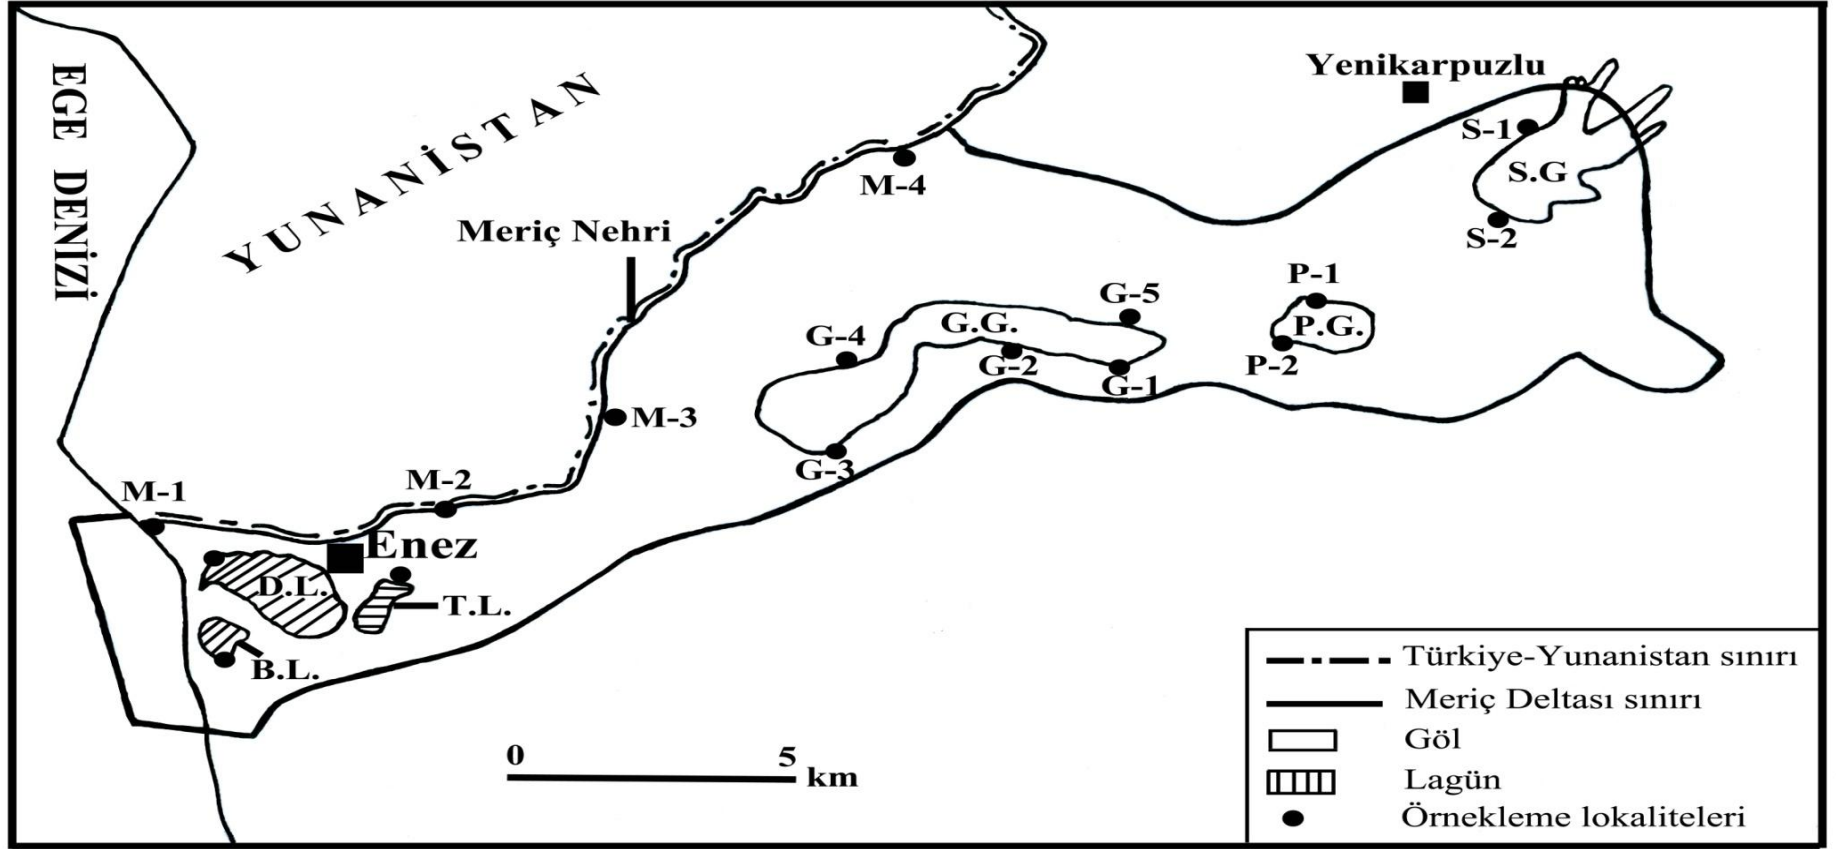 EGE DENİZİ
YUNANİSTAN
Yenikarpuzlu
S-1
S.G
S-2
M-4
Meriç Nehri
P-1
P.G.
P-2
G-5
G.G.
G-4
G-2
G-1
G-3
M-3
M-2
M-1
Enez
D.L.
T.L.
B.L.
0 5 km
Türkiye-Yunanistan sınırı
Meriç Deltası sınırı
Göl
Lagün
Örnekleme lokaliteleri